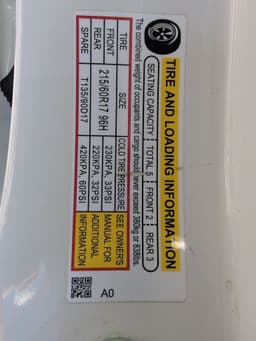 TIRE AND LOADING INFORMATION
SEATING CAPACITY TOTAL 5 FRONT 2 REAR 3
The combined weight of occupants and cargo should never exceed 380kg or 838lbs.
TIRE SIZE COLD TIRE PRESSURE SEE OWNER'S
FRONT 215/60R17 96H 230KPA, 33PSI MANUAL FOR
REAR 220KPA, 32PSI ADDITIONAL
SPARE T135/90D17 420KPA, 60PSI INFORMATION
A0